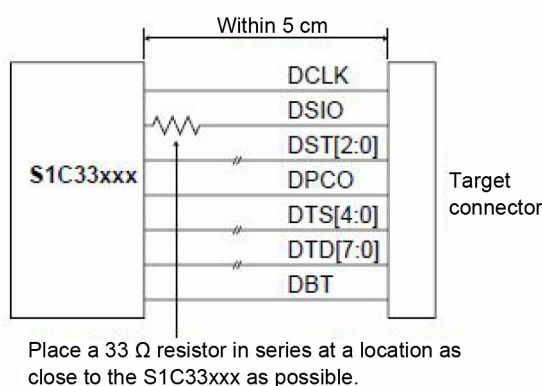 Within 5 cm
DCLK
DSIO
DST[2:0]
S1C33xxx
DPCO
Target
connector
DTS[4:0]
DTD[7:0]
DBT
Place a 33 Ω resistor in series at a location as
close to the S1C33xxx as possible.